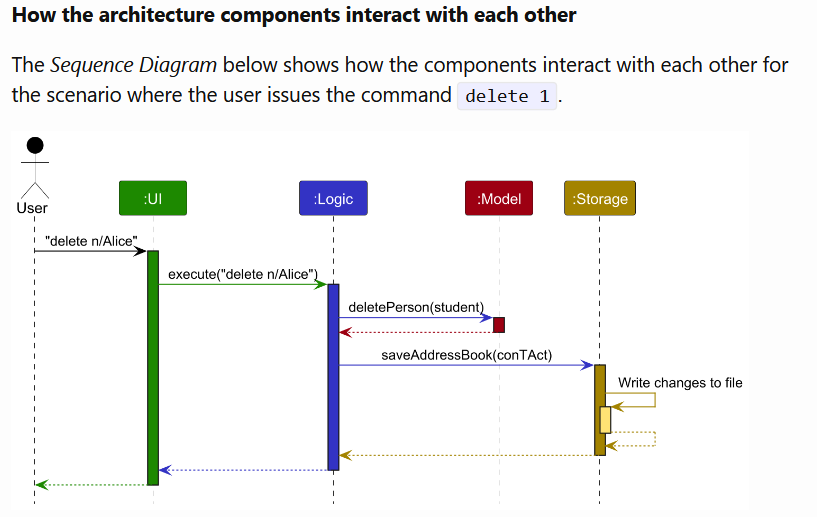 How the architecture components interact with each other
The Sequence Diagram below shows how the components interact with each other for
the scenario where the user issues the command delete 1.
User
:UI
:Logic
:Model
:Storage
"delete n/Alice"
execute("delete n/Alice")
deletePerson(student)
saveAddressBook(conTAct)
Write changes to file